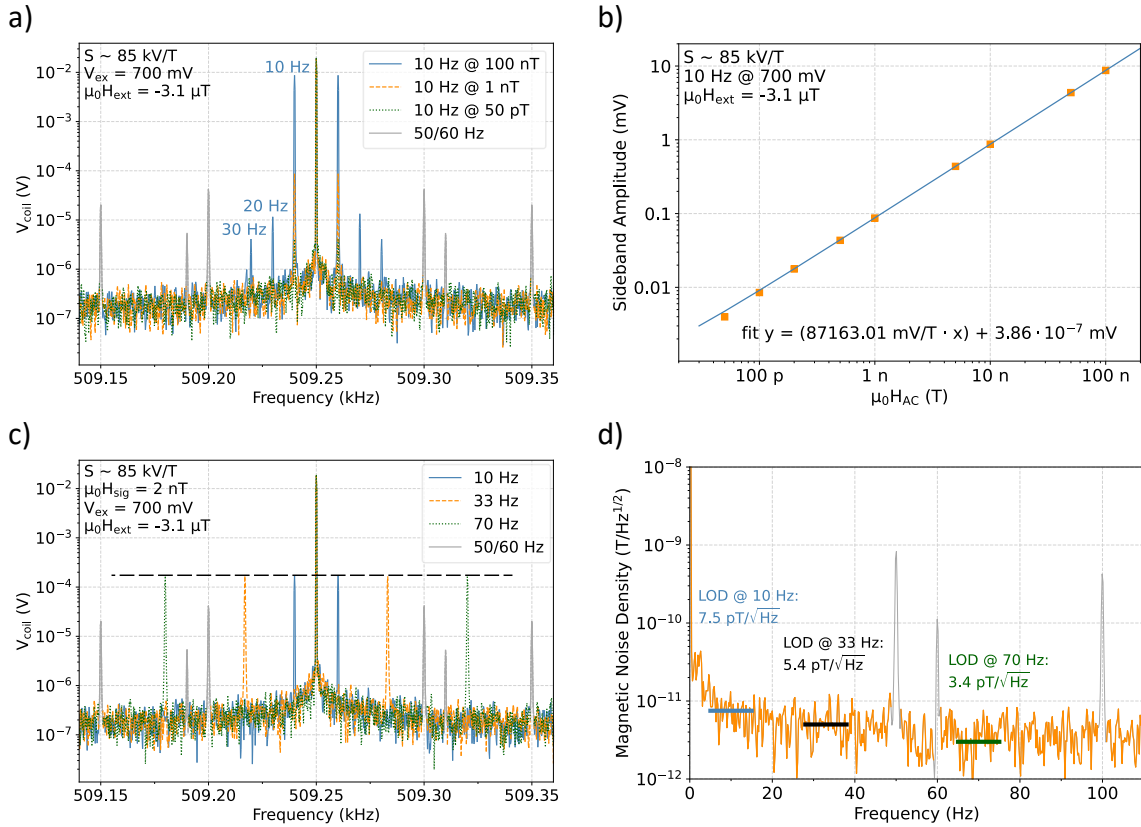 a)
S ~ 85 kV/T
V_ex = 700 mV
μ₀H_ext = -3.1 μT
10 Hz
20 Hz
30 Hz
10 Hz @ 100 nT
10 Hz @ 1 nT
10 Hz @ 50 pT
50/60 Hz
10⁻²
10⁻³
10⁻⁴
10⁻⁵
10⁻⁶
10⁻⁷
V_coil (V)
509.15 509.20 509.25 509.30 509.35
Frequency (kHz)
b)
S ~ 85 kV/T
10 Hz @ 700 mV
μ₀H_ext = -3.1 μT
10
1
0.1
0.01
Sideband Amplitude (mV)
fit y = (87163.01 mV/T · x) + 3.86 · 10⁻⁷ mV
100 p 1 n 10 n 100 n
μ₀H_AC (T)
c)
S ~ 85 kV/T
μ₀H_sig = 2 nT
V_ex = 700 mV
μ₀H_ext = -3.1 μT
10 Hz
33 Hz
70 Hz
50/60 Hz
10⁻²
10⁻³
10⁻⁴
10⁻⁵
10⁻⁶
10⁻⁷
V_coil (V)
509.15 509.20 509.25 509.30 509.35
Frequency (kHz)
d)
10⁻⁸
10⁻⁹
10⁻¹⁰
10⁻¹¹
10⁻¹²
Magnetic Noise Density (T/Hz^1/2)
LOD @ 10 Hz:
7.5 pT/√Hz
LOD @ 33 Hz:
5.4 pT/√Hz
LOD @ 70 Hz:
3.4 pT/√Hz
0 20 40 60 80 100
Frequency (Hz)